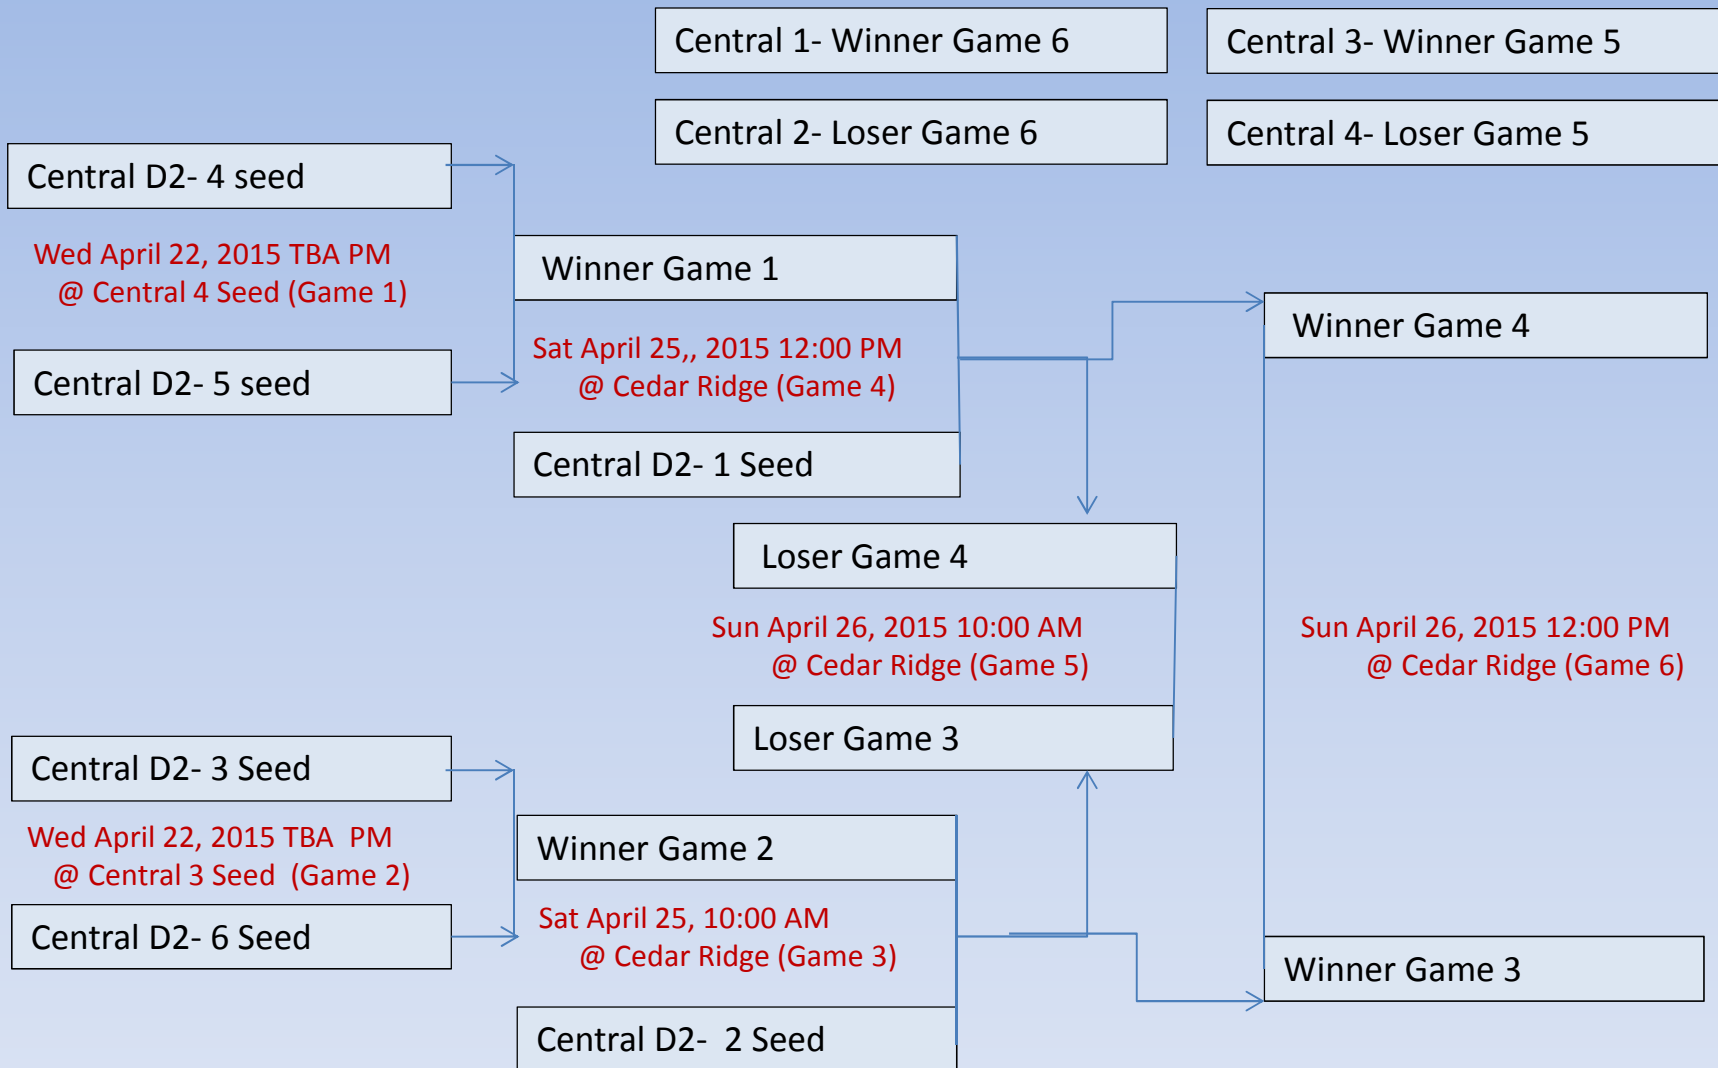 Central 1- Winner Game 6
Central 3- Winner Game 5
Central 2- Loser Game 6
Central 4- Loser Game 5
Central D2- 4 seed
Wed April 22, 2015 TBA PM
@ Central 4 Seed (Game 1)
Central D2- 5 seed
Winner Game 1
Sat April 25,, 2015 12:00 PM
@ Cedar Ridge (Game 4)
Central D2- 1 Seed
Winner Game 4
Loser Game 4
Sun April 26, 2015 10:00 AM
@ Cedar Ridge (Game 5)
Loser Game 3
Sun April 26, 2015 12:00 PM
@ Cedar Ridge (Game 6)
Central D2- 3 Seed
Wed April 22, 2015 TBA  PM
@ Central 3 Seed  (Game 2)
Central D2- 6 Seed
Winner Game 2
Sat April 25, 10:00 AM
@ Cedar Ridge (Game 3)
Central D2-  2 Seed
Winner Game 3